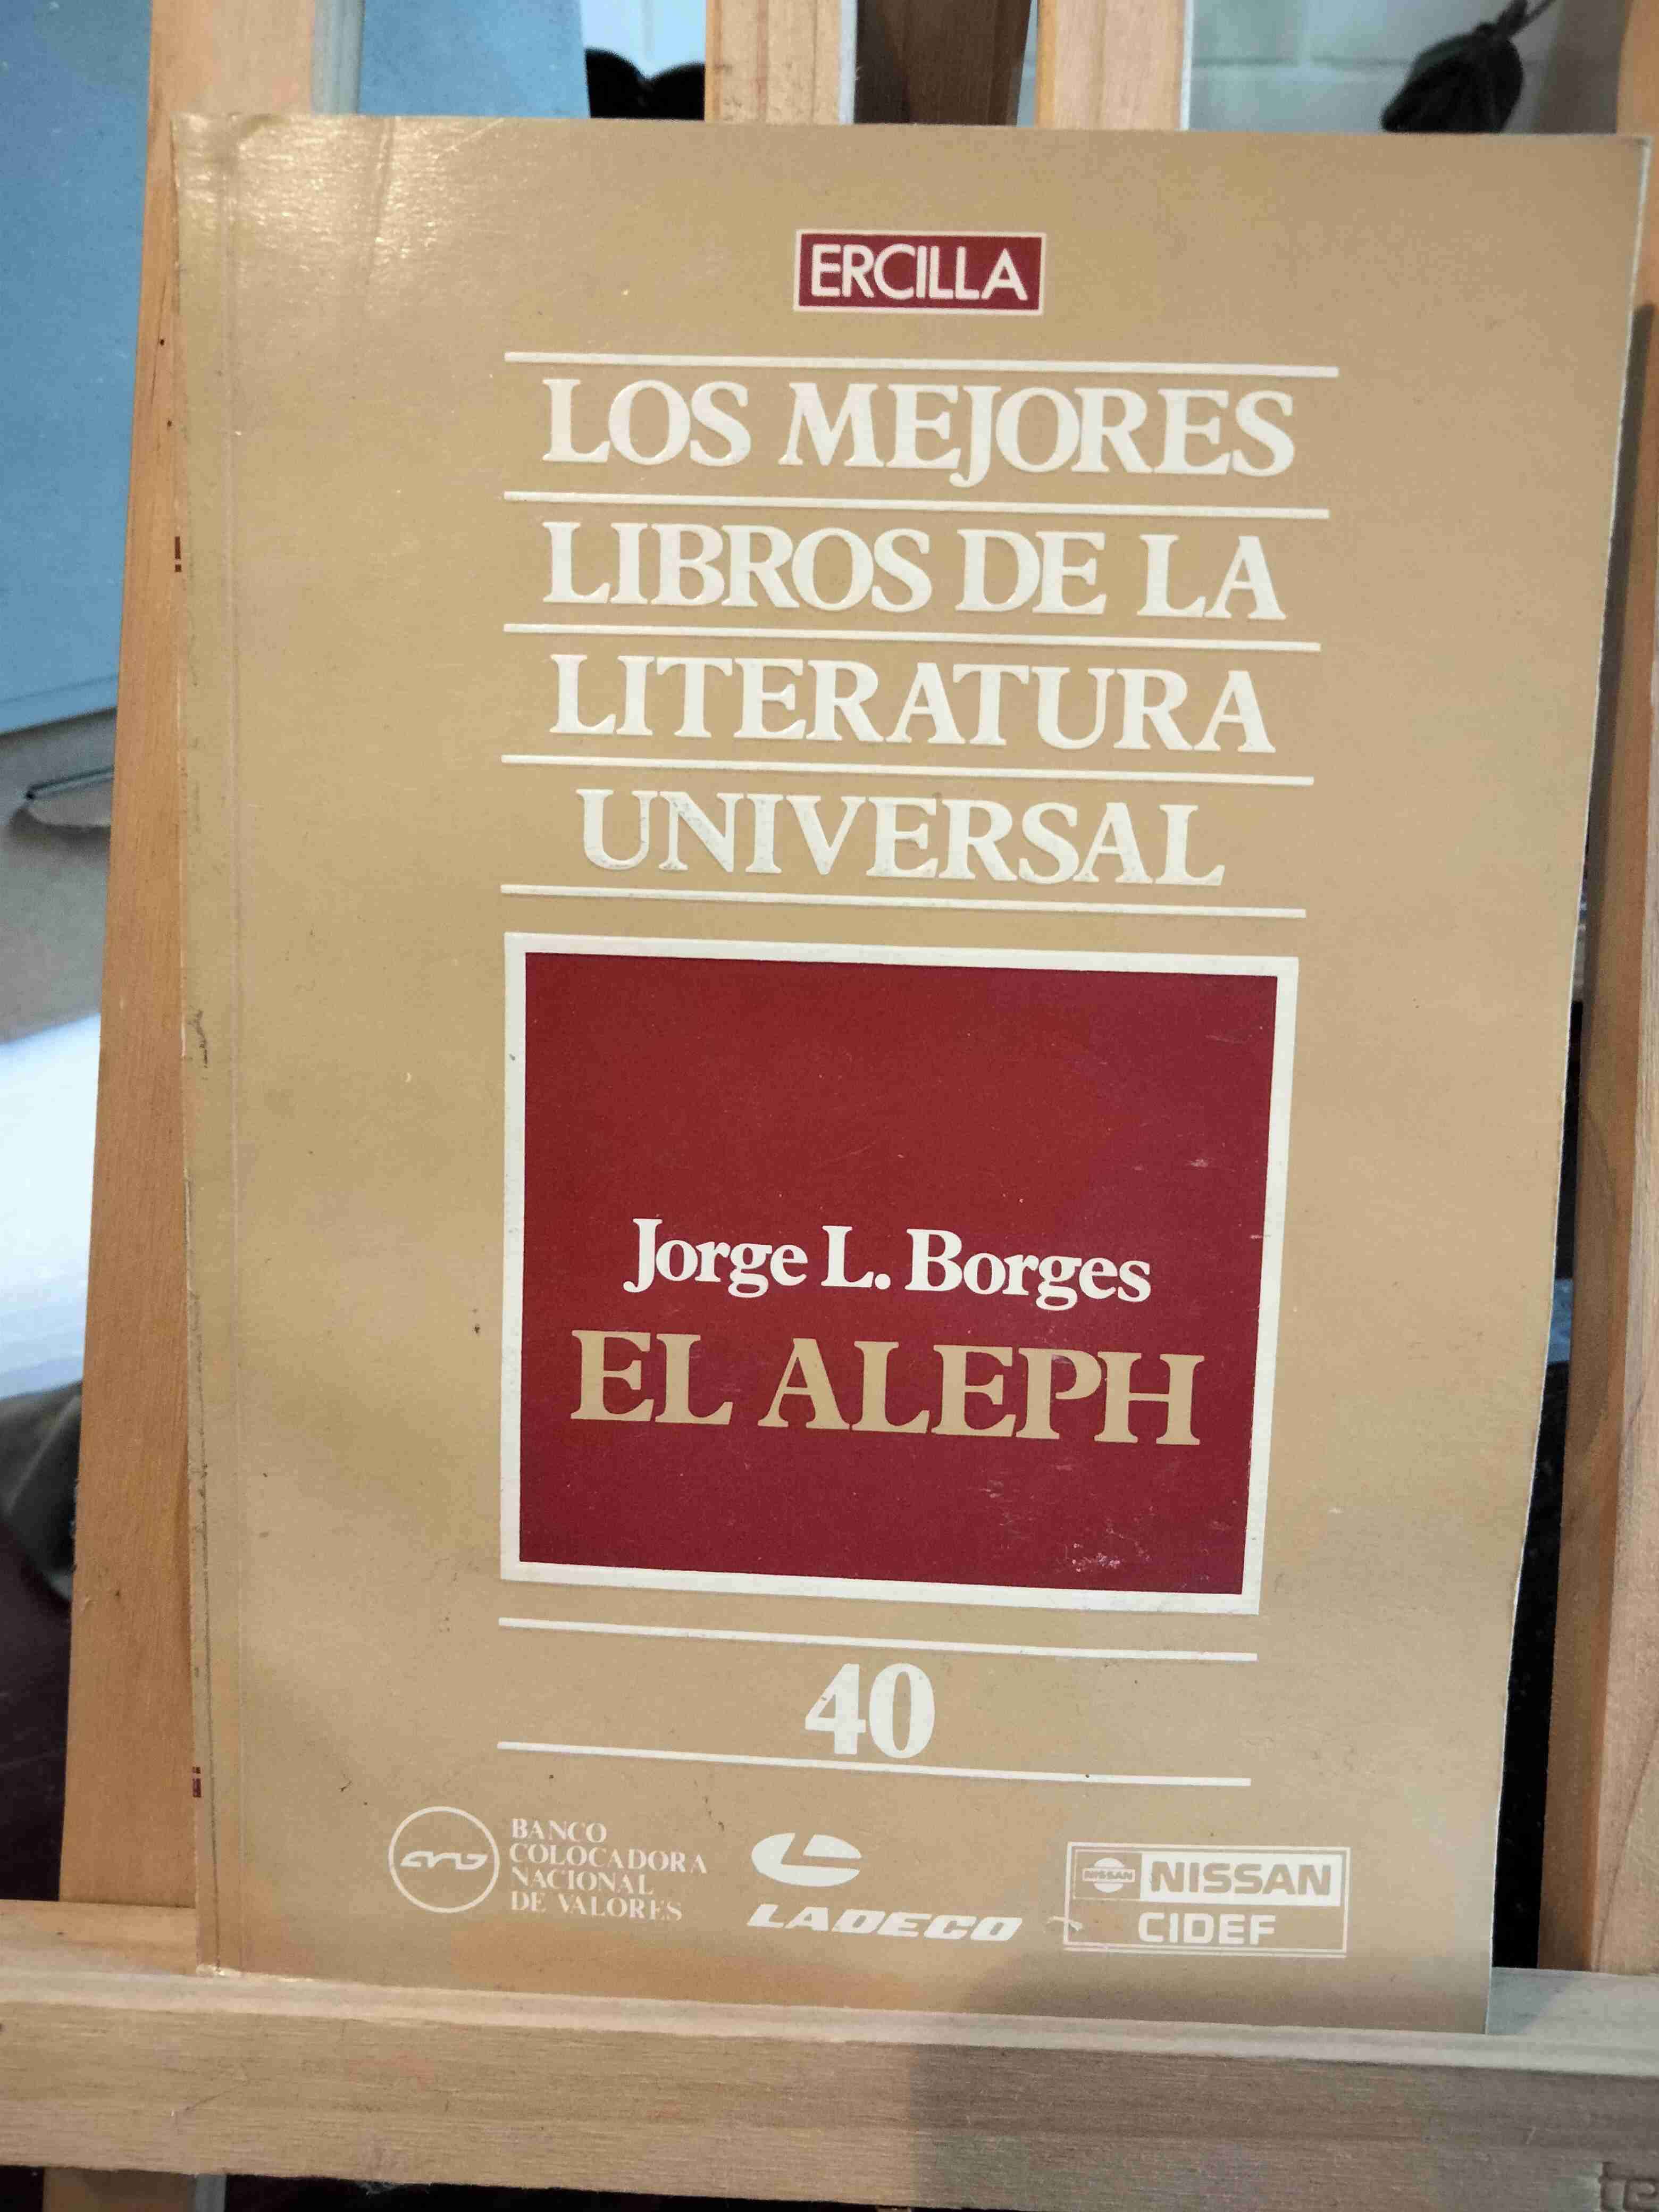 ERCILLA
LOS MEJORES
LIBROS DE LA
LITERATURA
UNIVERSAL
Jorge L. Borges
EL ALEPH
40
BANCO
COLOCADORA
NACIONAL
DE VALORES
LADECO
NISSAN
NISSAN
CIDEF